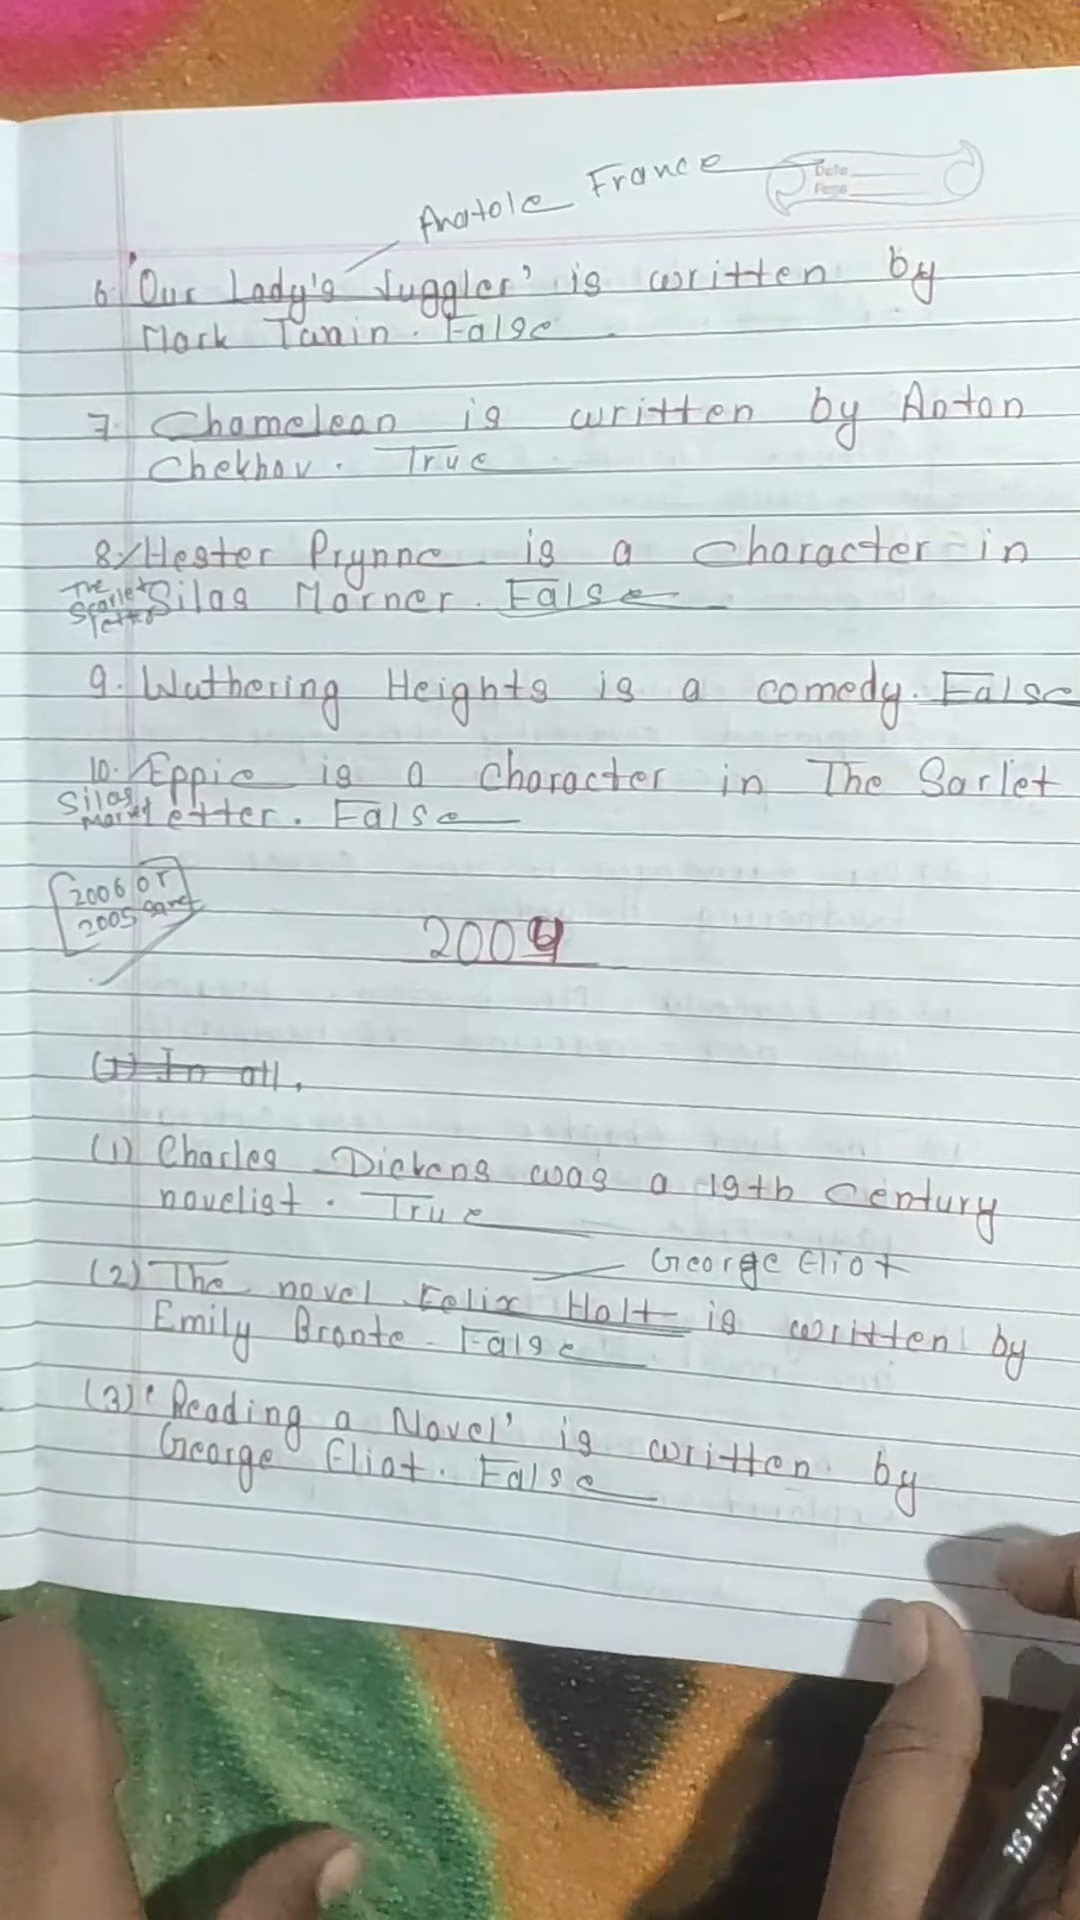 Anatole France
Date
Page
6. 'Our Lady's Juggler' is written by
Mark Twain. False
7. Chamelean is written by Anton
Chekhov. True
8. Hester Prynne is a character in
The Scarlet letter
Silas Marner. False
9. Wuthering Heights is a comedy. False
10. Eppie is a character in The Sarlet
Silas Marner
Letter. False
2006 or
2005
2004
(1) In all,
(1) Charles Dickens was a 19th century
novelist. True
George Eliot
(2) The novel Felix Holt is written by
Emily Bronte. False
(3) 'Reading a Novel' is written by
George Eliot. False